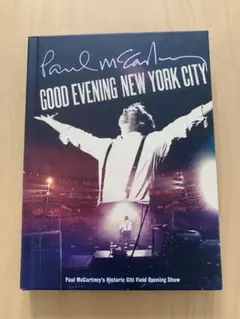 Paul McCartney
GOOD EVENING NEW YORK CITY
Paul McCartney's Historic Citi Field Opening Show